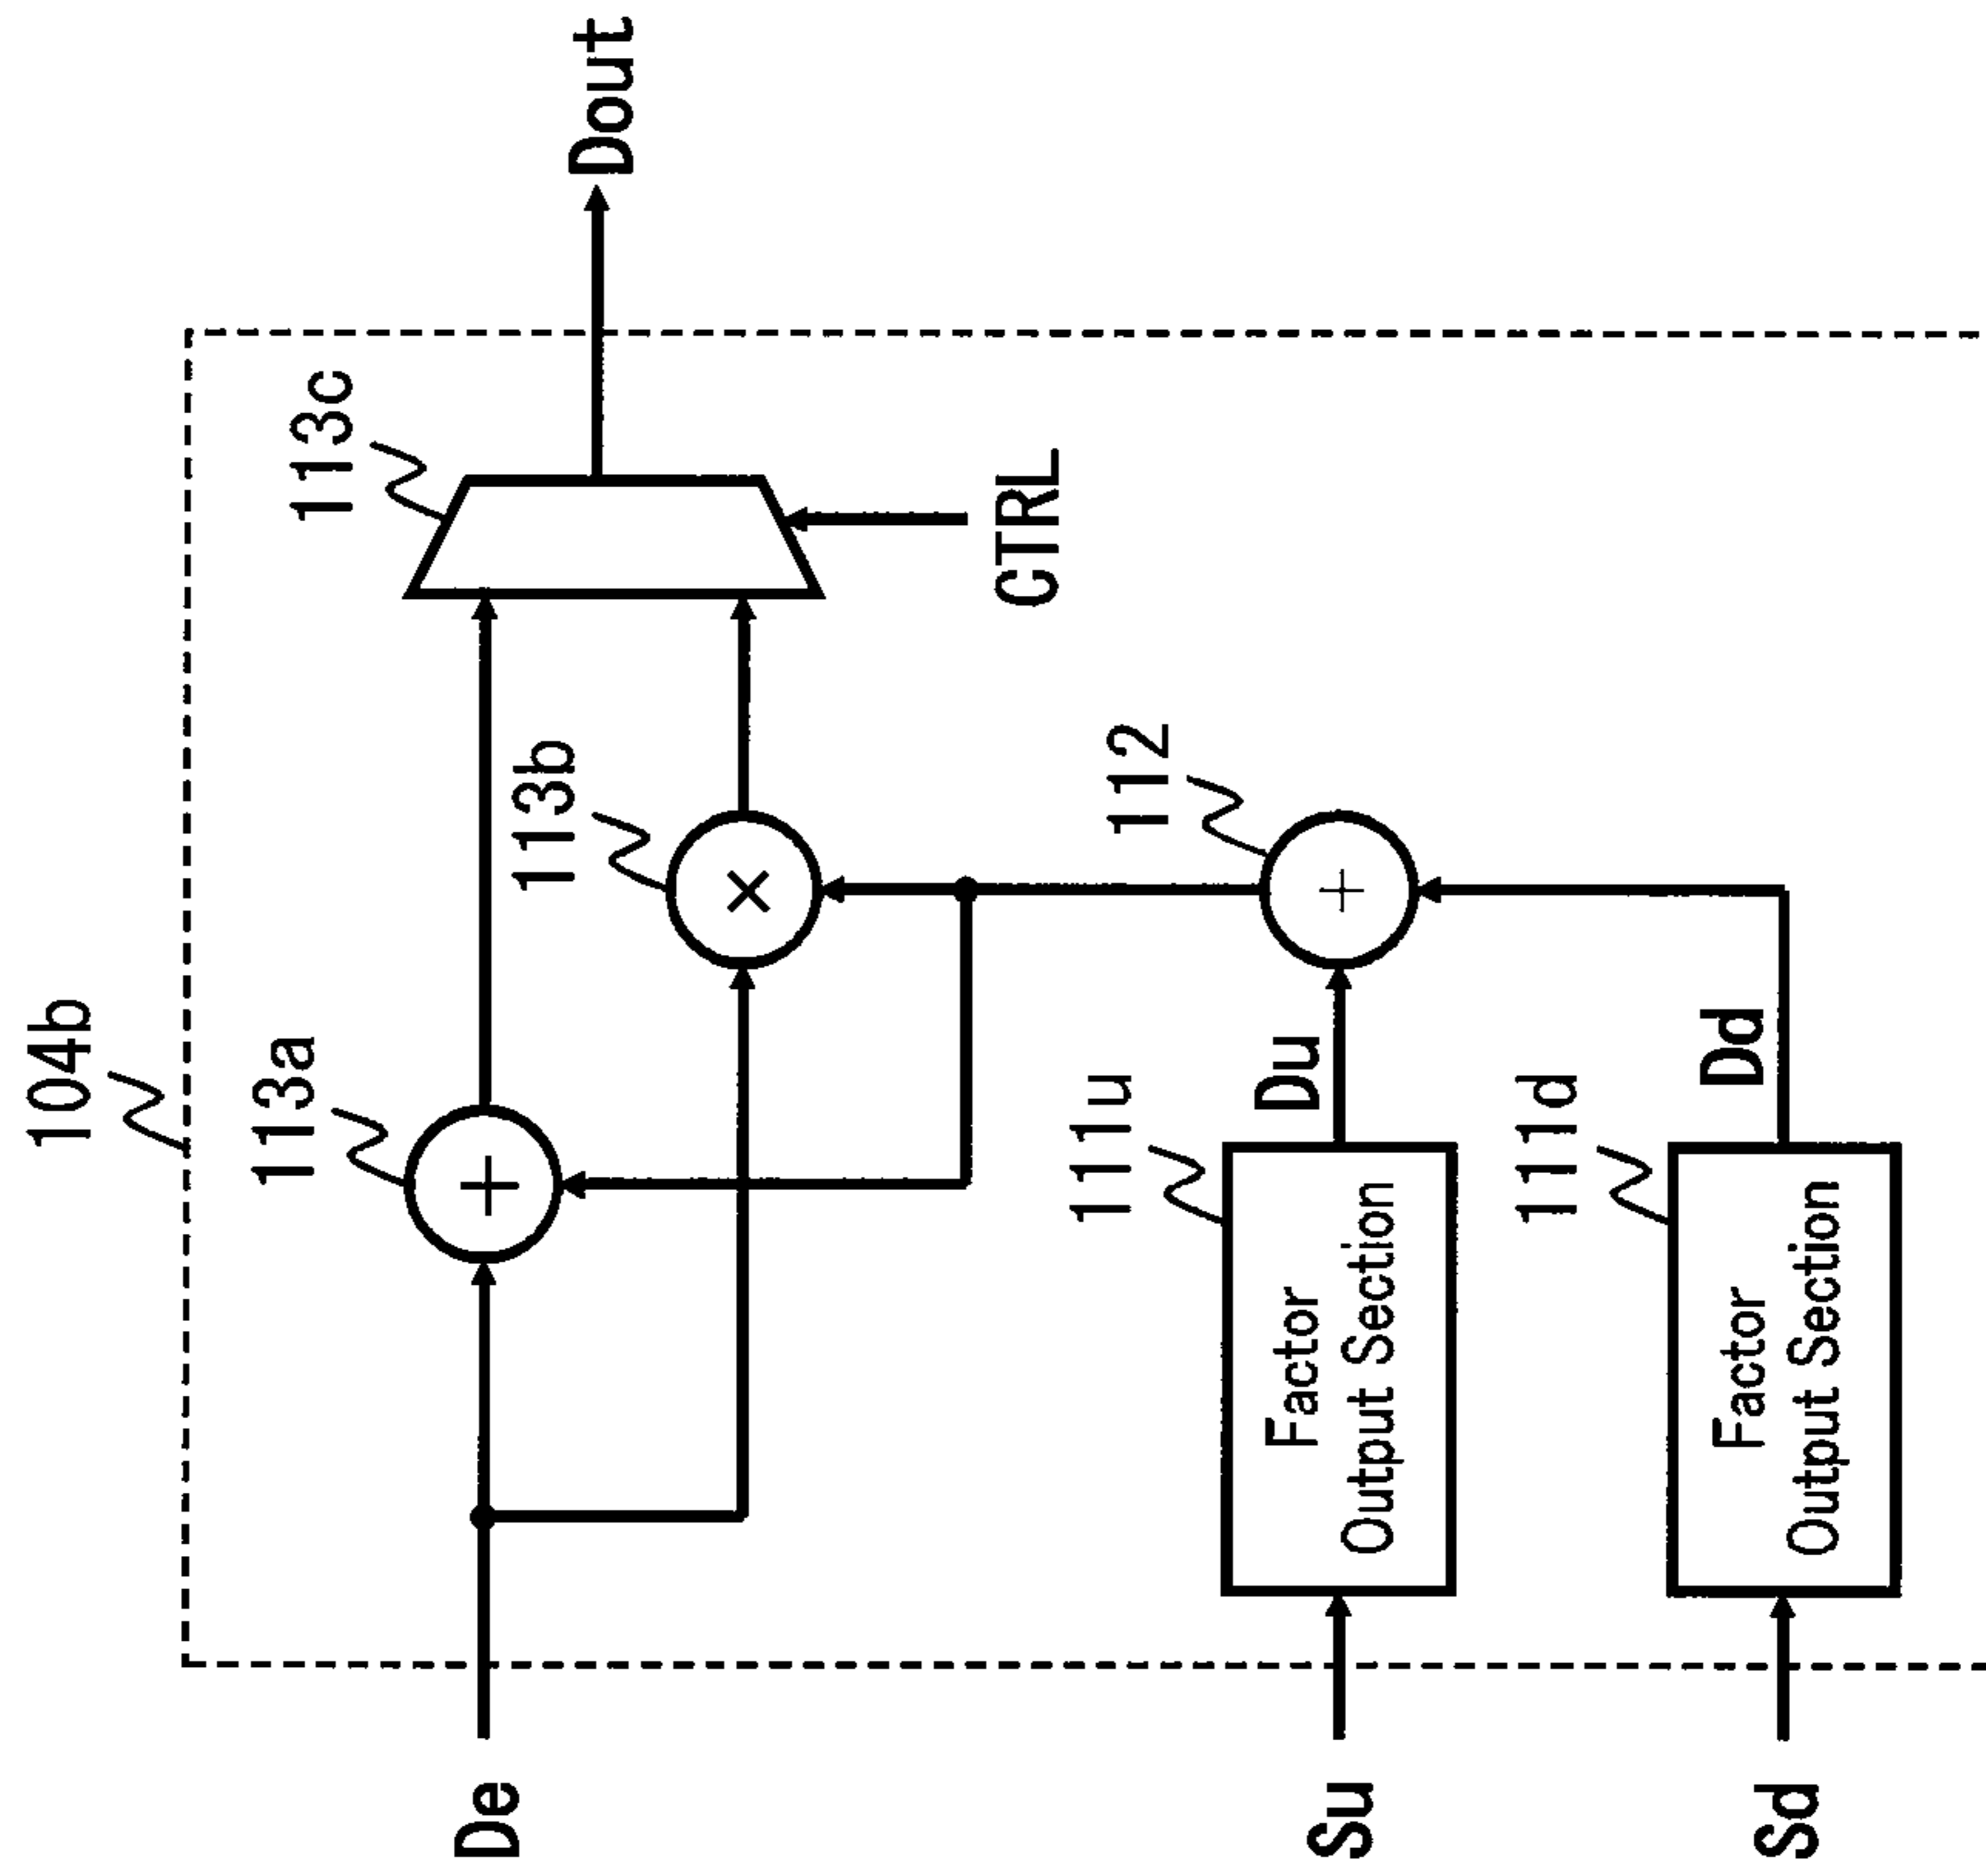 104b
113a
113b
113c
De
Dout
CTRL
112
111u
Du
Su
Factor
Output Section
111d
Dd
Sd
Factor
Output Section
+
×
+